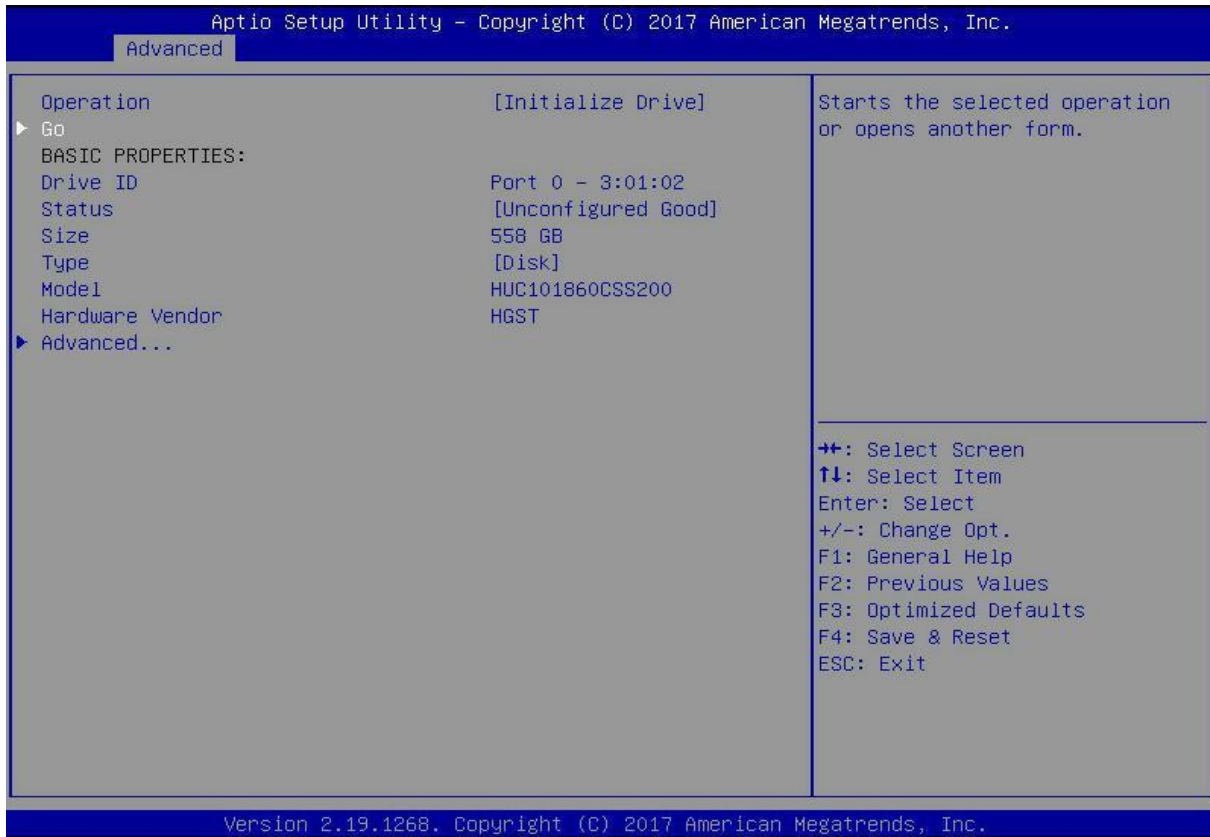 Aptio Setup Utility – Copyright (C) 2017 American Megatrends, Inc.
Advanced
Operation [Initialize Drive]
▶ Go
BASIC PROPERTIES:
Drive ID Port 0 – 3:01:02
Status [Unconfigured Good]
Size 558 GB
Type [Disk]
Model HUC101860CSS200
Hardware Vendor HGST
▶ Advanced...
Starts the selected operation
or opens another form.
→←: Select Screen
↑↓: Select Item
Enter: Select
+/-: Change Opt.
F1: General Help
F2: Previous Values
F3: Optimized Defaults
F4: Save & Reset
ESC: Exit
Version 2.19.1268. Copyright (C) 2017 American Megatrends, Inc.